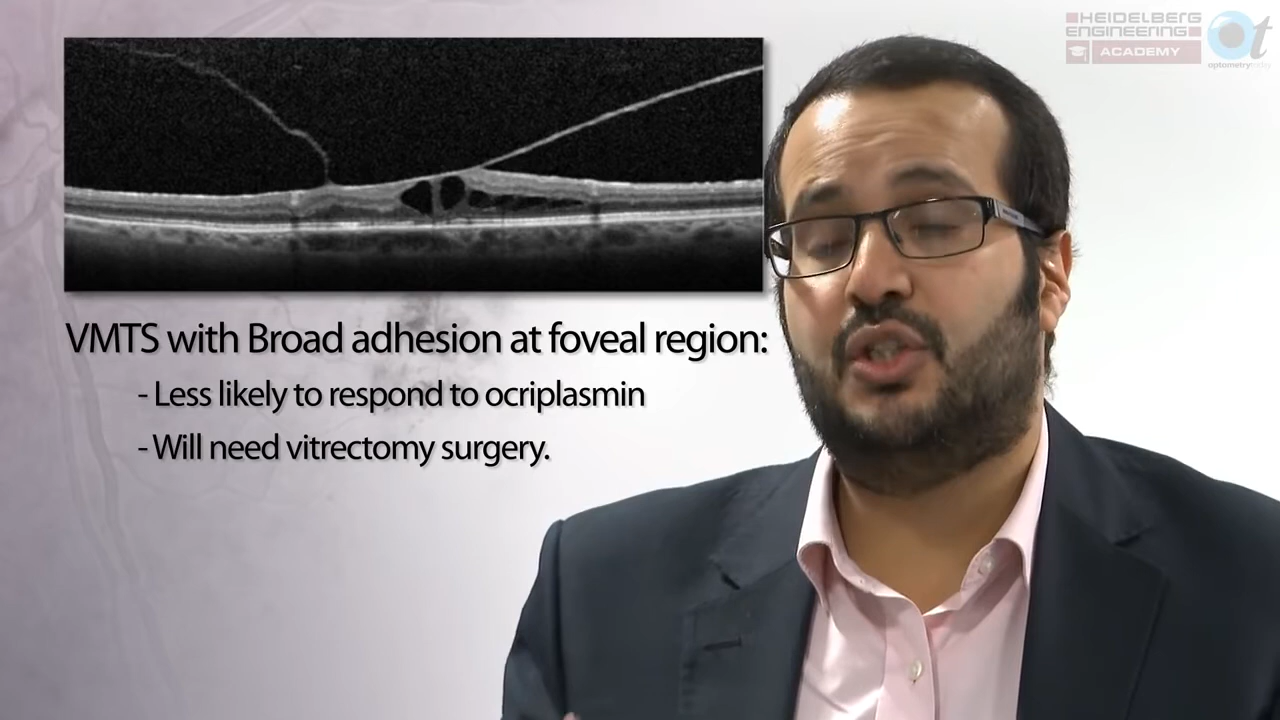 HEIDELBERG
ENGINEERING
ACADEMY
ot
optometrytoday
VMTS with Broad adhesion at foveal region:
- Less likely to respond to ocriplasmin
- Will need vitrectomy surgery.